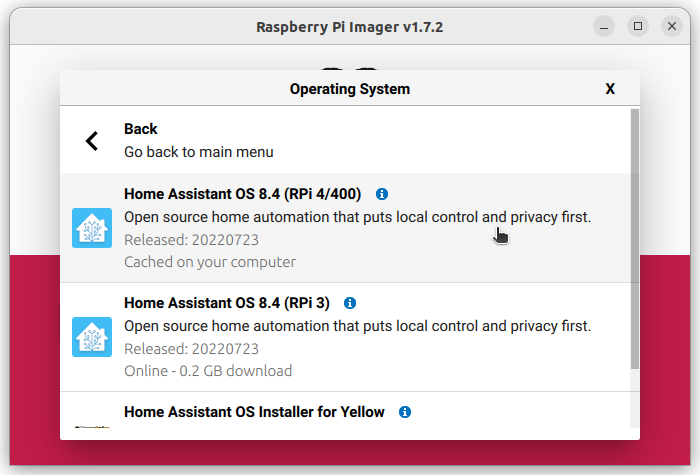 Raspberry Pi Imager v1.7.2
Operating System
X
Back
Go back to main menu
Home Assistant OS 8.4 (RPi 4/400)
Open source home automation that puts local control and privacy first.
Released: 20220723
Cached on your computer
Home Assistant OS 8.4 (RPi 3)
Open source home automation that puts local control and privacy first.
Released: 20220723
Online - 0.2 GB download
Home Assistant OS Installer for Yellow